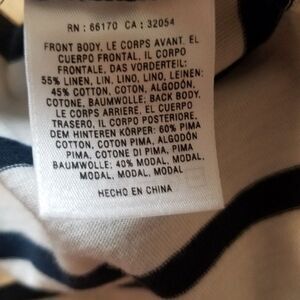 RN : 66170 CA : 32054
FRONT BODY, LE CORPS AVANT, EL
CUERPO FRONTAL, IL CORPO
FRONTALE, DAS VORDERTEIL:
55% LINEN, LIN, LINO, LINO, LEINEN;
45% COTTON, COTON, ALGODÓN,
COTONE, BAUMWOLLE; BACK BODY,
LE CORPS ARRIERE, EL CUERPO
TRASERO, IL CORPO POSTERIORE,
DEM HINTEREN KÖRPER: 60% PIMA
COTTON, COTON PIMA, ALGODÓN
PIMA, COTONE DI PIMA, PIMA
BAUMWOLLE; 40% MODAL, MODAL,
MODAL, MODAL, MODAL
HECHO EN CHINA